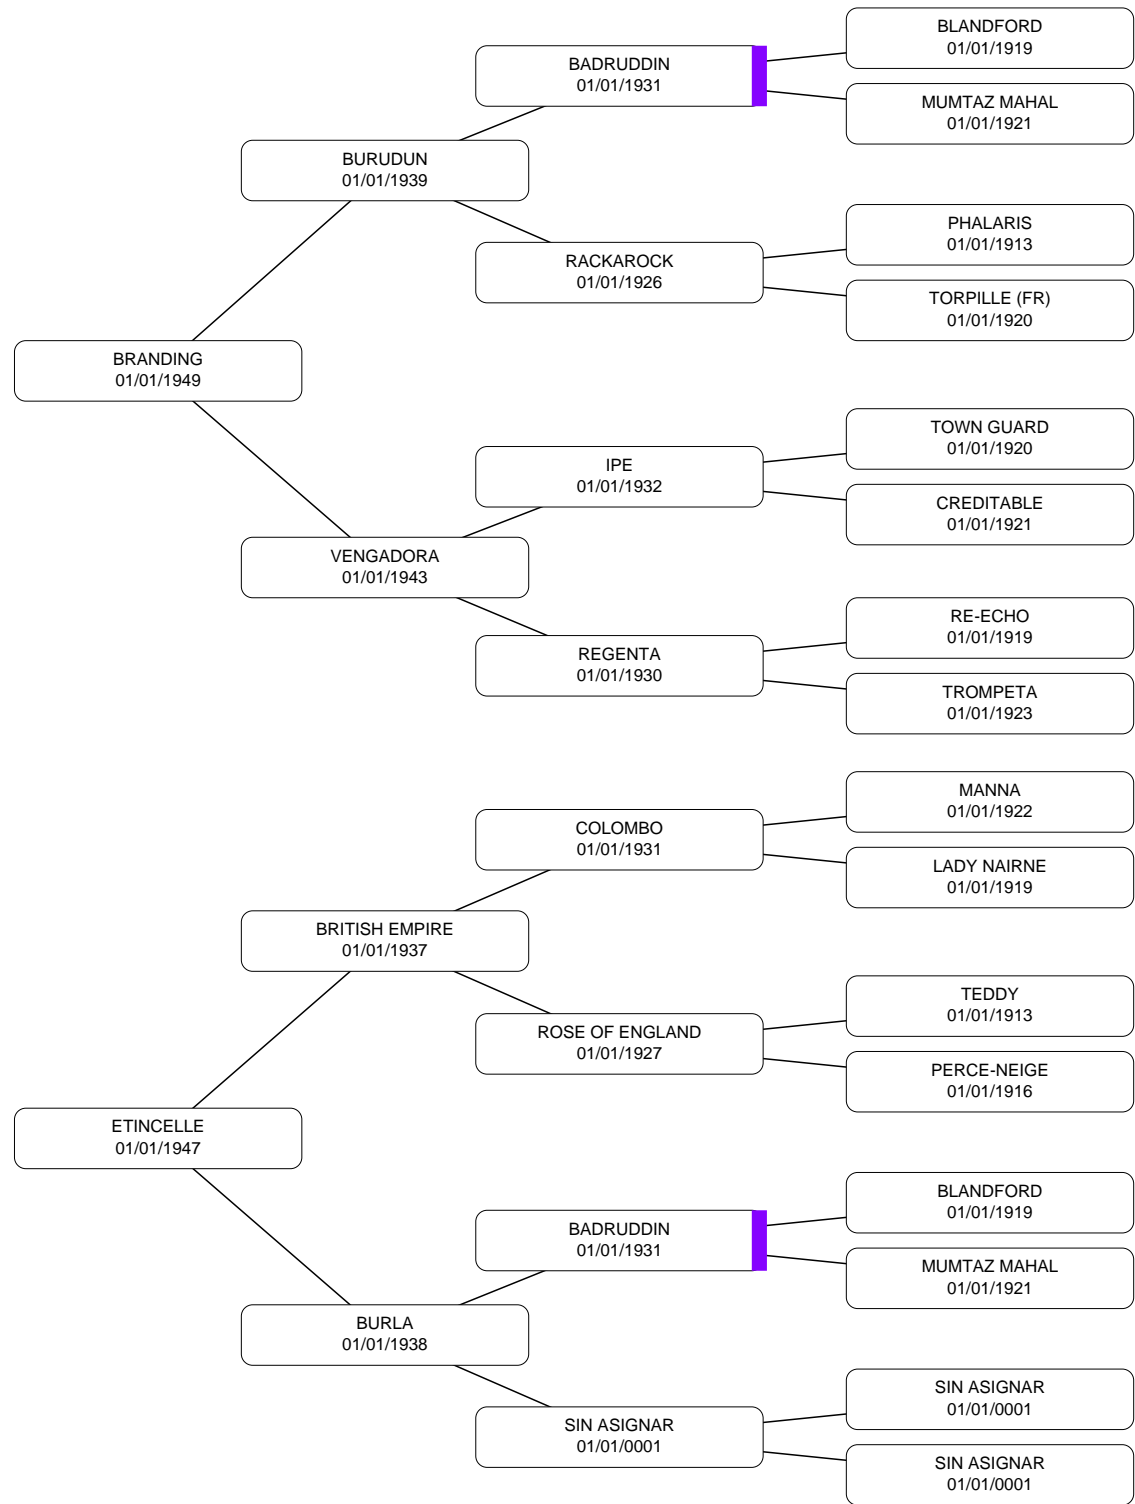 BLANDFORD
01/01/1919
BADRUDDIN
01/01/1931
MUMTAZ MAHAL
01/01/1921
BURUDUN
01/01/1939
PHALARIS
01/01/1913
RACKAROCK
01/01/1926
TORPILLE (FR)
01/01/1920
BRANDING
01/01/1949
TOWN GUARD
01/01/1920
IPE
01/01/1932
CREDITABLE
01/01/1921
VENGADORA
01/01/1943
RE-ECHO
01/01/1919
REGENTA
01/01/1930
TROMPETA
01/01/1923
MANNA
01/01/1922
COLOMBO
01/01/1931
LADY NAIRNE
01/01/1919
BRITISH EMPIRE
01/01/1937
TEDDY
01/01/1913
ROSE OF ENGLAND
01/01/1927
PERCE-NEIGE
01/01/1916
ETINCELLE
01/01/1947
BLANDFORD
01/01/1919
BADRUDDIN
01/01/1931
MUMTAZ MAHAL
01/01/1921
BURLA
01/01/1938
SIN ASIGNAR
01/01/0001
SIN ASIGNAR
01/01/0001
SIN ASIGNAR
01/01/0001